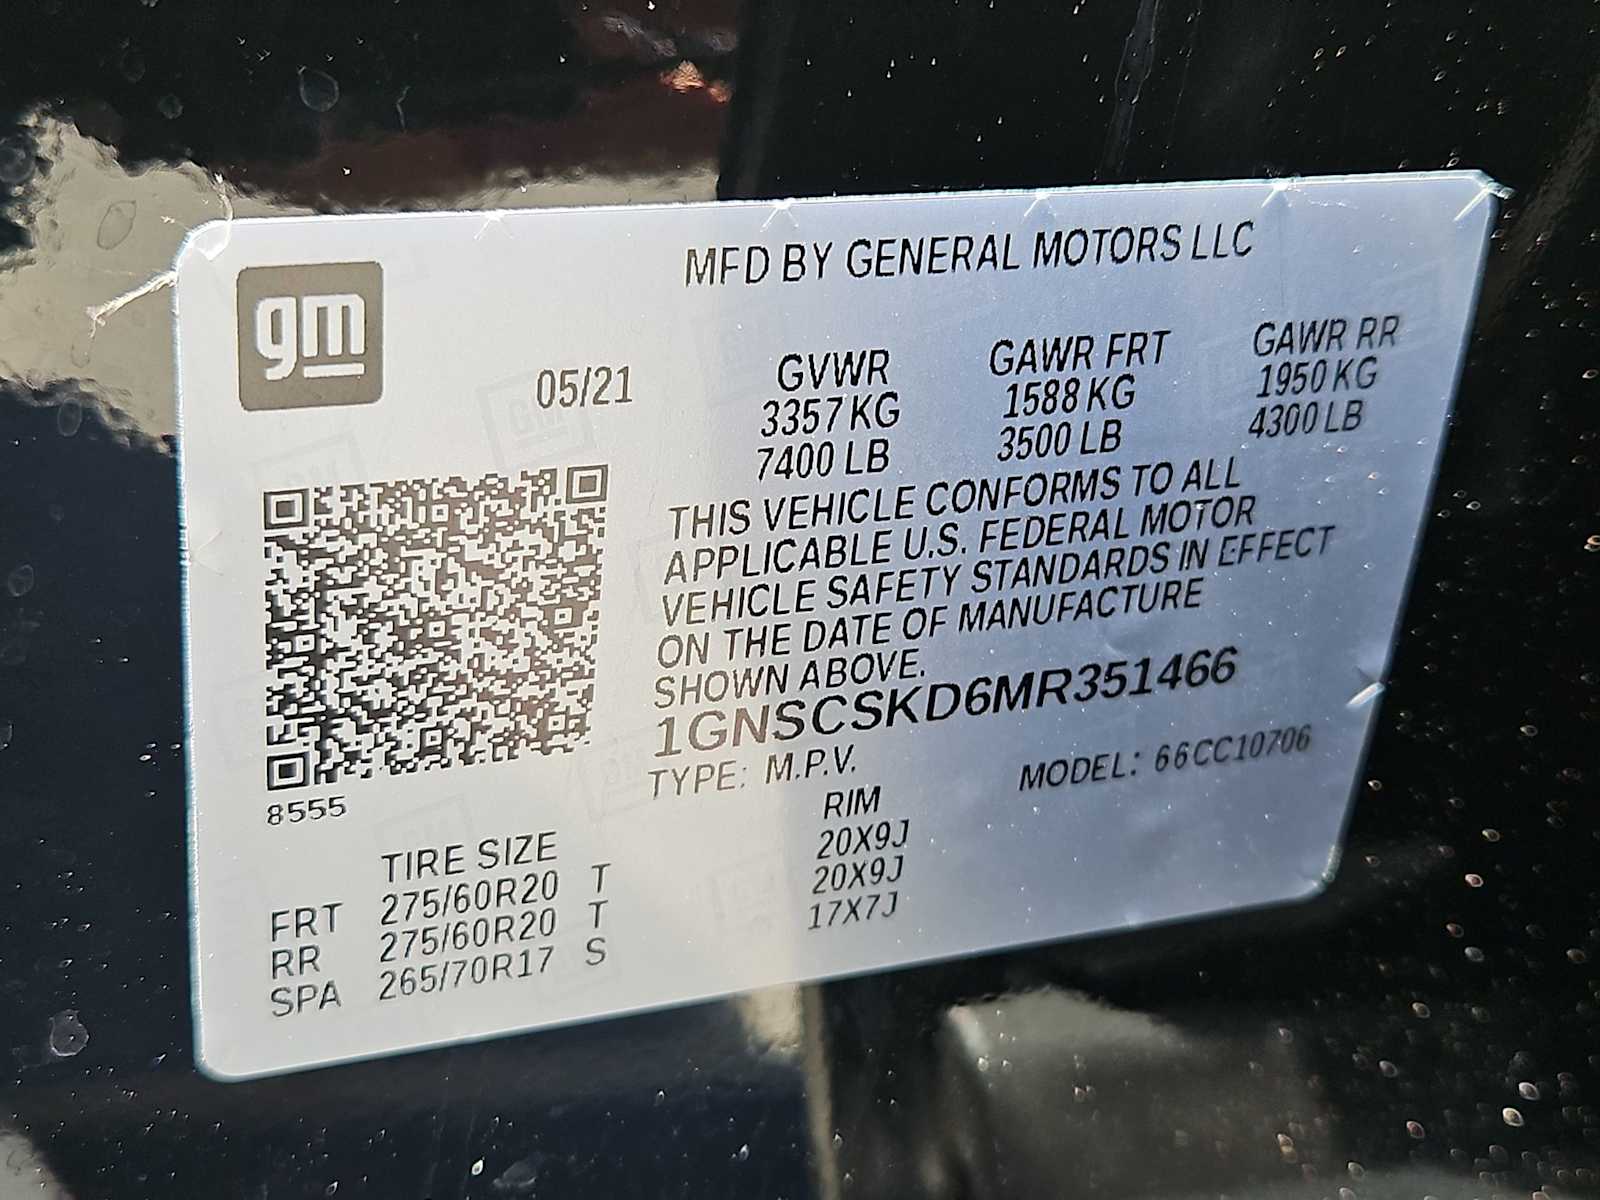 MFD BY GENERAL MOTORS LLC
gm
05/21
GVWR GAWR FRT GAWR RR
3357 KG 1588 KG 1950 KG
7400 LB 3500 LB 4300 LB
THIS VEHICLE CONFORMS TO ALL
APPLICABLE U.S. FEDERAL MOTOR
VEHICLE SAFETY STANDARDS IN EFFECT
ON THE DATE OF MANUFACTURE
SHOWN ABOVE.
1GNSCSKD6MR351466
TYPE: M.P.V. MODEL: 66CC10706
8555
TIRE SIZE RIM
FRT 275/60R20 T 20X9J
RR 275/60R20 T 20X9J
SPA 265/70R17 S 17X7J